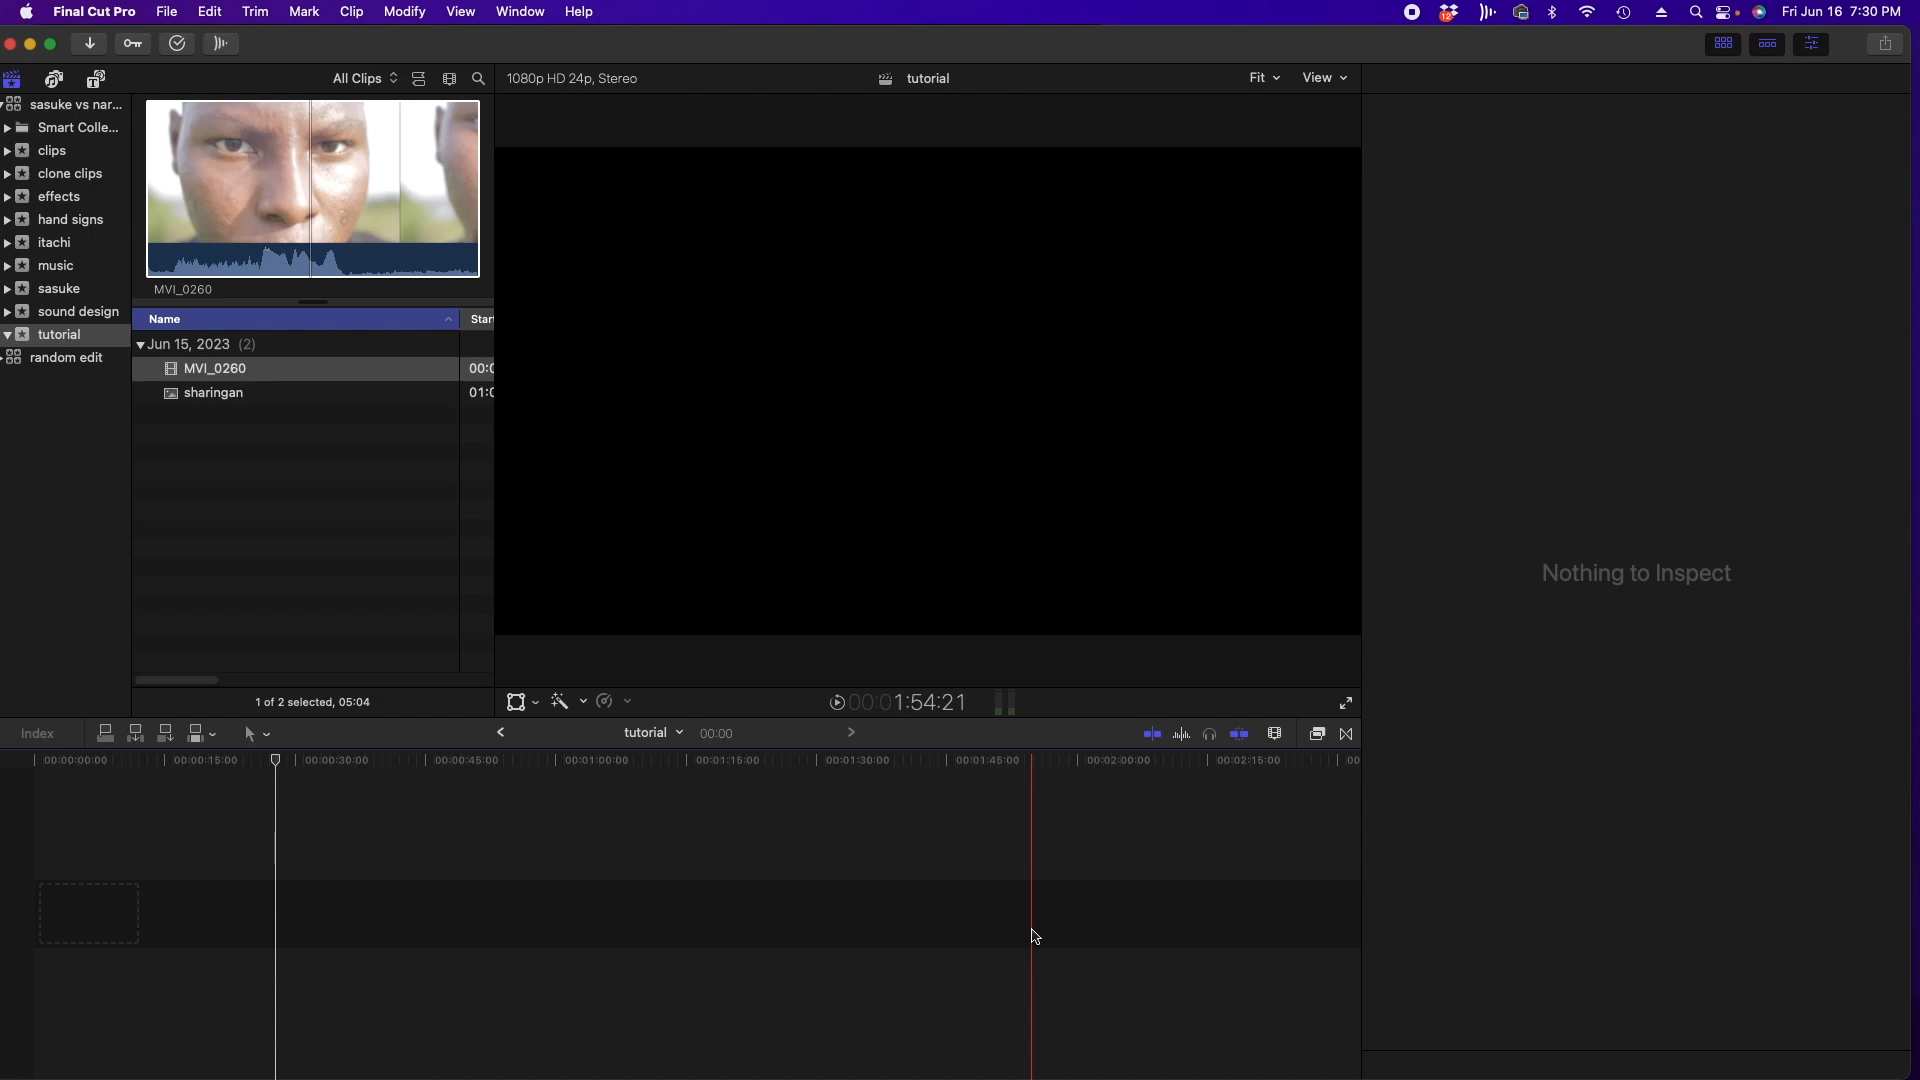 Final Cut Pro File Edit Trim Mark Clip Modify View Window Help
12
Fri Jun 16 7:30 PM
All Clips
1080p HD 24p, Stereo
tutorial
Fit
View
sasuke vs nar...
Smart Colle...
clips
clone clips
effects
hand signs
itachi
music
sasuke
sound design
tutorial
random edit
MVI_0260
Name
Star
Jun 15, 2023 (2)
MVI_0260
00:0
sharingan
01:0
Nothing to Inspect
1 of 2 selected, 05:04
00:01:54:21
Index
tutorial
00:00
00:00:00:00
00:00:15:00
00:00:30:00
00:00:45:00
00:01:00:00
00:01:15:00
00:01:30:00
00:01:45:00
00:02:00:00
00:02:15:00
00